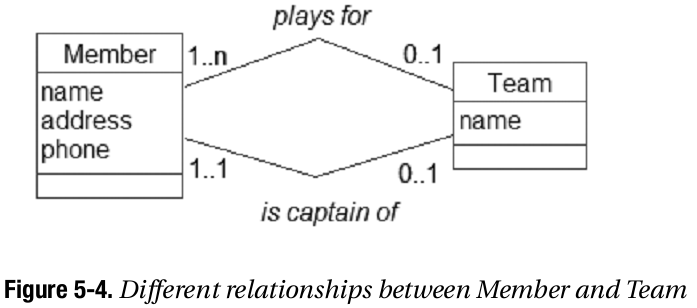 plays for
Member
1..n
0..1
Team
name
address
phone
name
1..1
0..1
is captain of
Figure 5-4. Different relationships between Member and Team